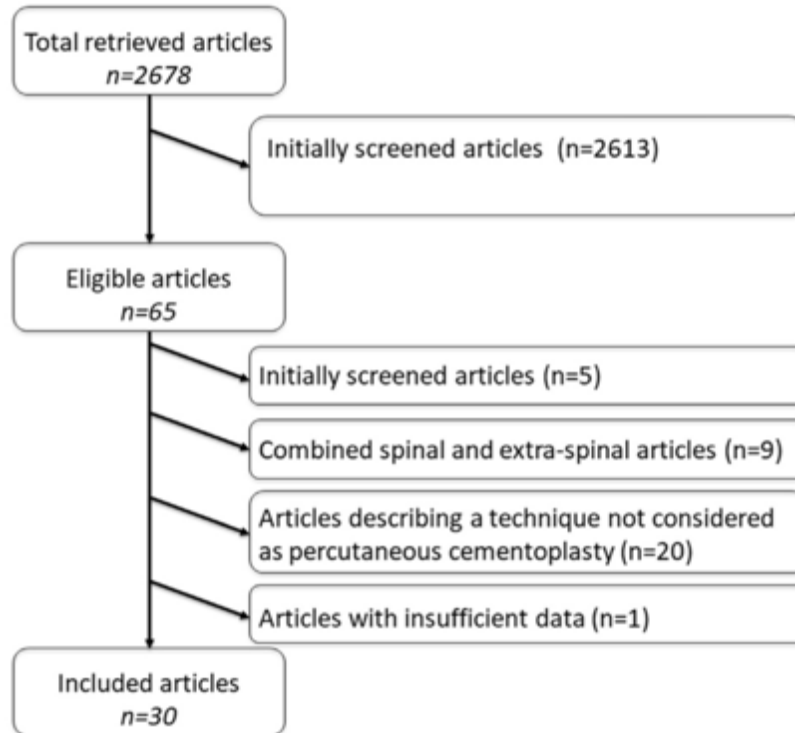 Total retrieved articles
n=2678
Initially screened articles (n=2613)
Eligible articles
n=65
Initially screened articles (n=5)
Combined spinal and extra-spinal articles (n=9)
Articles describing a technique not considered
as percutaneous cementoplasty (n=20)
Articles with insufficient data (n=1)
Included articles
n=30